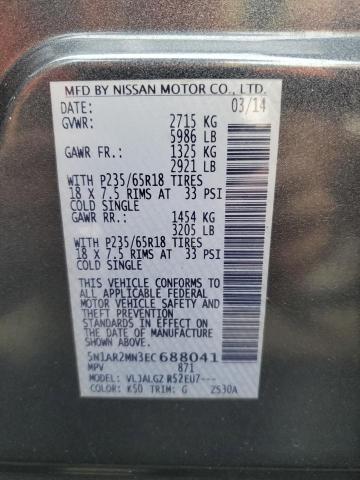 MFD BY NISSAN MOTOR CO., LTD.
DATE: 03/14
GVWR: 2715 KG
5986 LB
GAWR FR.: 1325 KG
2921 LB
WITH P235/65R18 TIRES
18 X 7.5 RIMS AT 33 PSI
COLD SINGLE
GAWR RR.: 1454 KG
3205 LB
WITH P235/65R18 TIRES
18 X 7.5 RIMS AT 33 PSI
COLD SINGLE
THIS VEHICLE CONFORMS TO
ALL APPLICABLE FEDERAL
MOTOR VEHICLE SAFETY
AND THEFT PREVENTION
STANDARDS IN EFFECT ON
THE DATE OF MANUFACTURE
SHOWN ABOVE.
5N1AR2MN3EC688041
MPV 871
MODEL: VLJALGZ R52EU7---
COLOR: K50 TRIM: G ZS30A